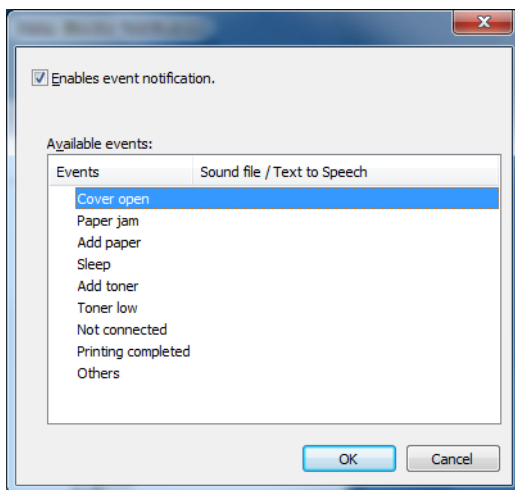 Enables event notification.
Available events:
Events Sound file / Text to Speech
Cover open
Paper jam
Add paper
Sleep
Add toner
Toner low
Not connected
Printing completed
Others
OK Cancel